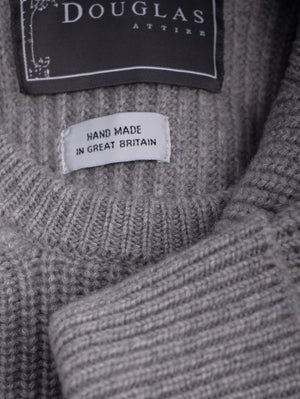 DOUGLAS
ATTIRE
HAND MADE
IN GREAT BRITAIN